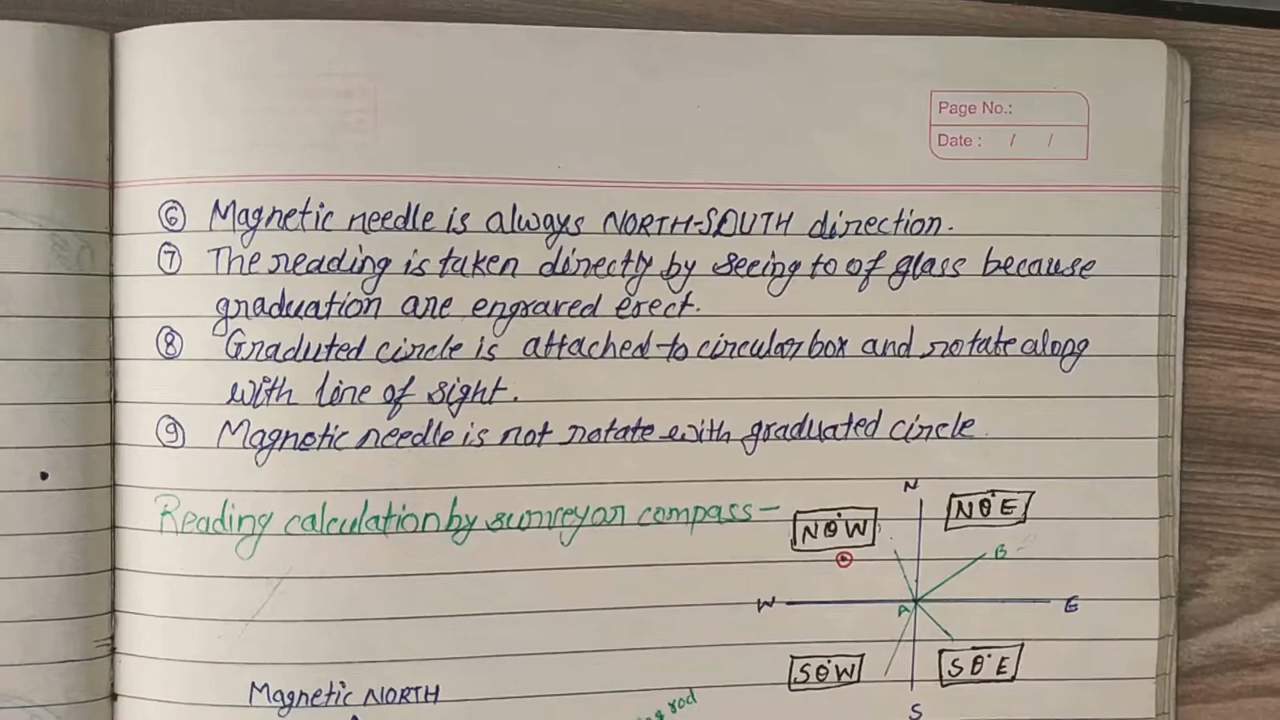 Page No.:
Date : / /
⑥ Magnetic needle is always NORTH-SOUTH direction.
⑦ The reading is taken directly by seeing to of glass because
graduation are engraved erect.
⑧ Graduted circle is attached to circular box and rotate along
with line of sight.
⑨ Magnetic needle is not rotate with graduated circle.
Reading calculation by surveyor compass -
N
NθW
Nθ°E
B
W
A
E
SθW
Sθ°E
Magnetic NORTH
rod
S